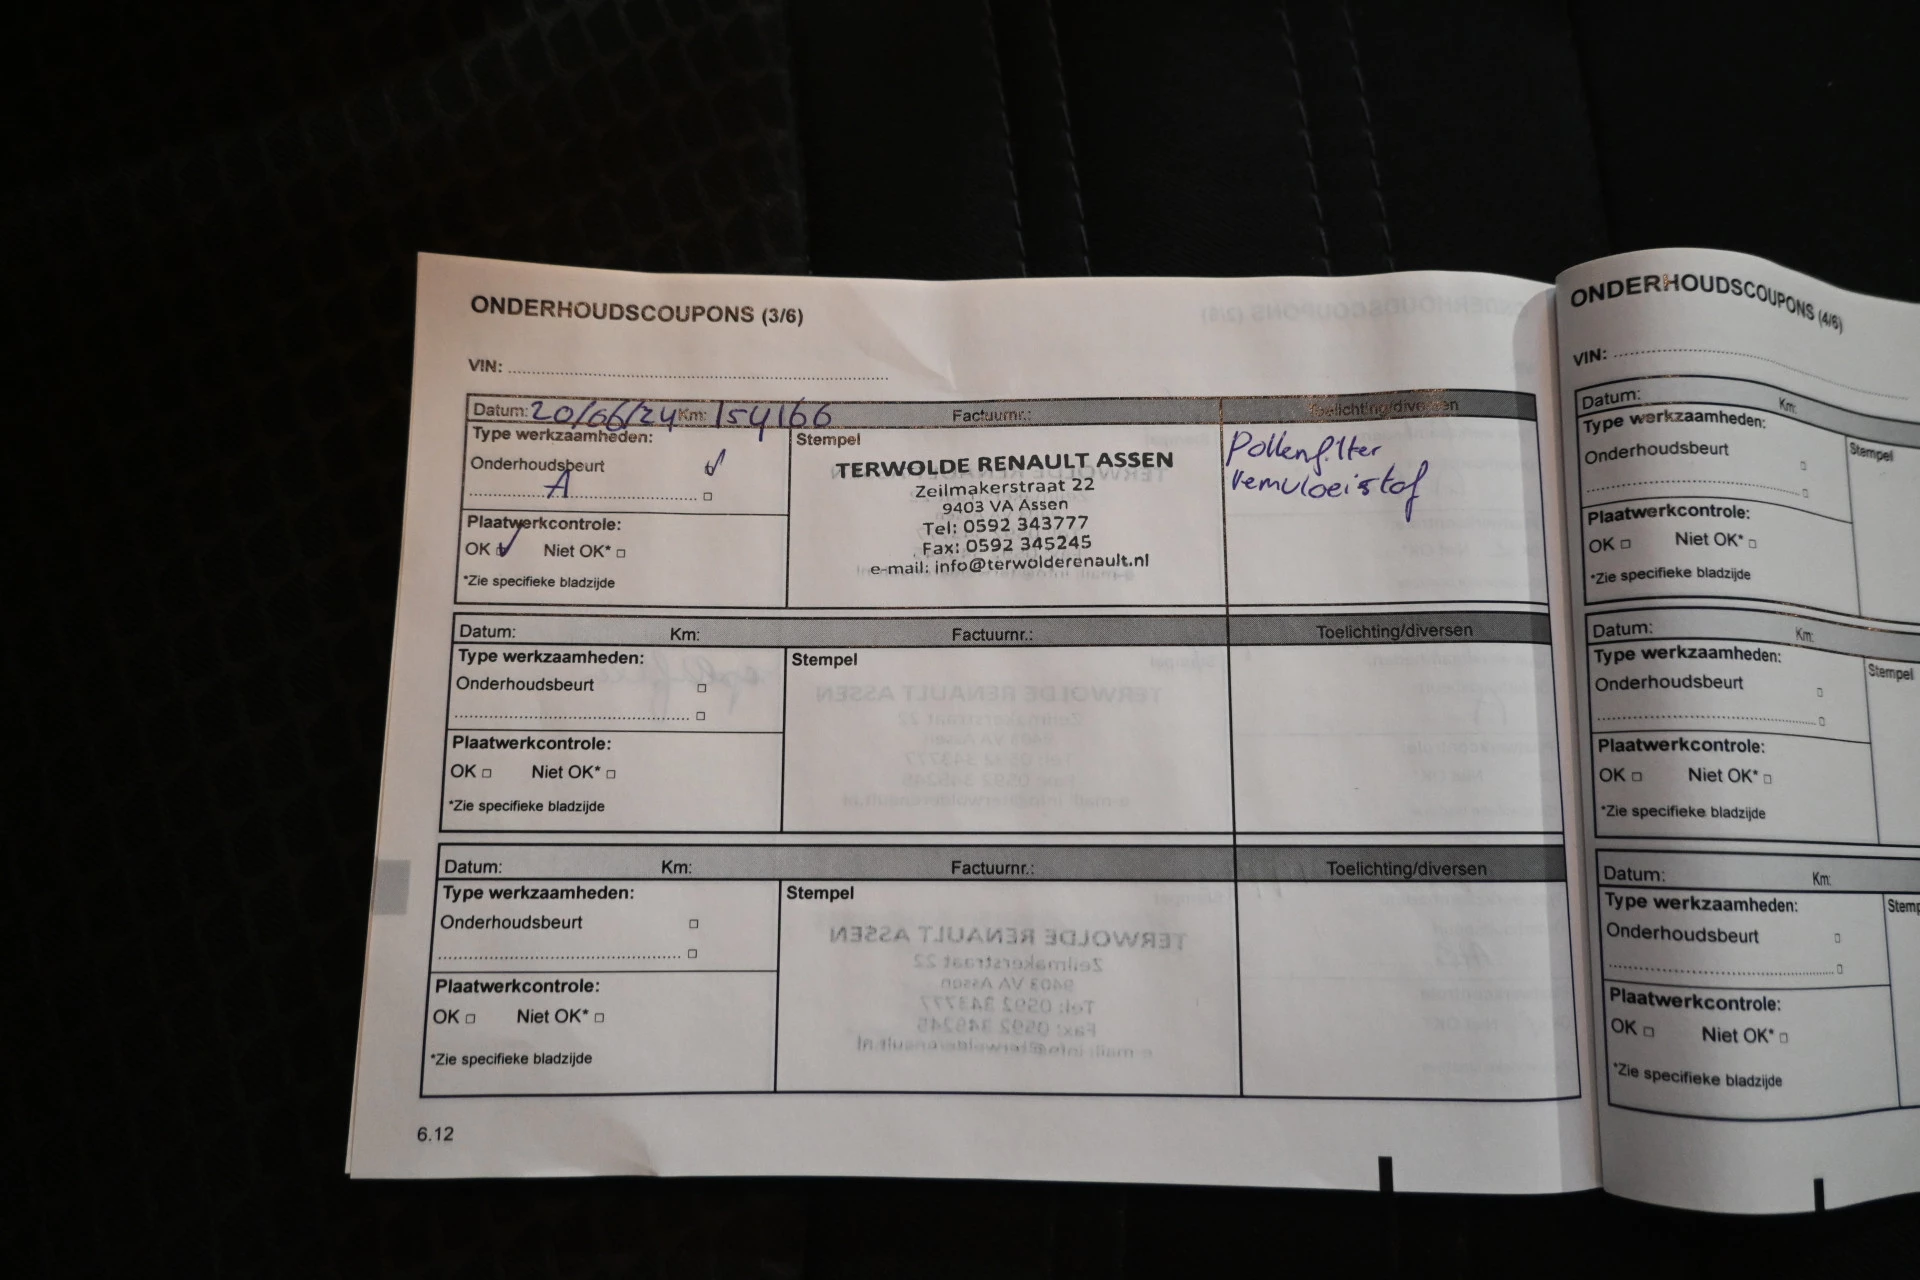 ONDERHOUDSCOUPONS (3/6)
VIN:
Datum: 20/06/24 Km: 154166 Factuurnr.: Toelichting/diversen
Type werkzaamheden:
Onderhoudsbeurt
A
Plaatwerkcontrole:
OK Niet OK*
*Zie specifieke bladzijde
Stempel
TERWOLDE RENAULT ASSEN
Zeilmakerstraat 22
9403 VA Assen
Tel: 0592 343777
Fax: 0592 345245
e-mail: info@terwolderenault.nl
Pollenfilter
remvloeistof
Datum: Km: Factuurnr.: Toelichting/diversen
Type werkzaamheden:
Onderhoudsbeurt
Plaatwerkcontrole:
OK Niet OK*
*Zie specifieke bladzijde
Stempel
Datum: Km: Factuurnr.: Toelichting/diversen
Type werkzaamheden:
Onderhoudsbeurt
Plaatwerkcontrole:
OK Niet OK*
*Zie specifieke bladzijde
Stempel
6.12
ONDERHOUDSCOUPONS (4/6)
VIN:
Datum: Km:
Type werkzaamheden:
Onderhoudsbeurt
Plaatwerkcontrole:
OK Niet OK*
*Zie specifieke bladzijde
Stempel
Datum: Km:
Type werkzaamheden:
Onderhoudsbeurt
Plaatwerkcontrole:
OK Niet OK*
*Zie specifieke bladzijde
Stempel
Datum: Km:
Type werkzaamheden:
Onderhoudsbeurt
Plaatwerkcontrole:
OK Niet OK*
*Zie specifieke bladzijde
Stemp